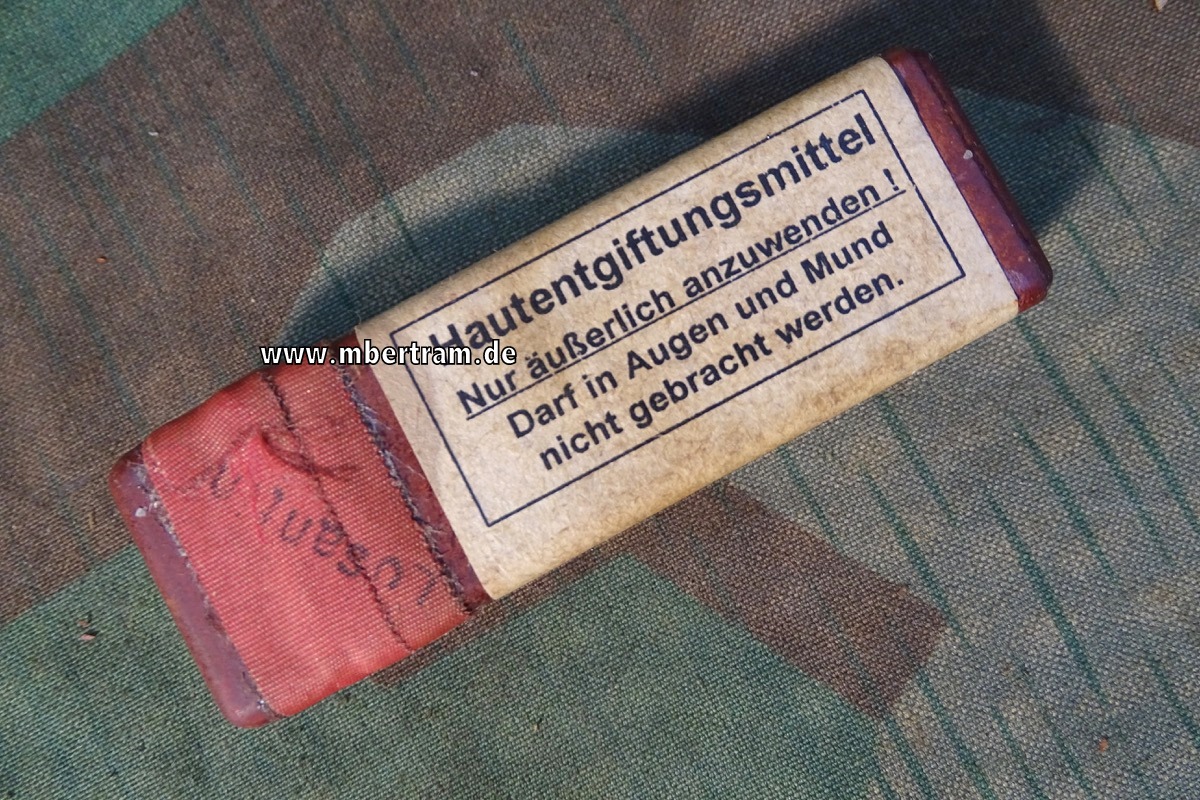 Hautentgiftungsmittel
Nur äußerlich anzuwenden !
Darf in Augen und Mund
nicht gebracht werden.
www.mbertram.de